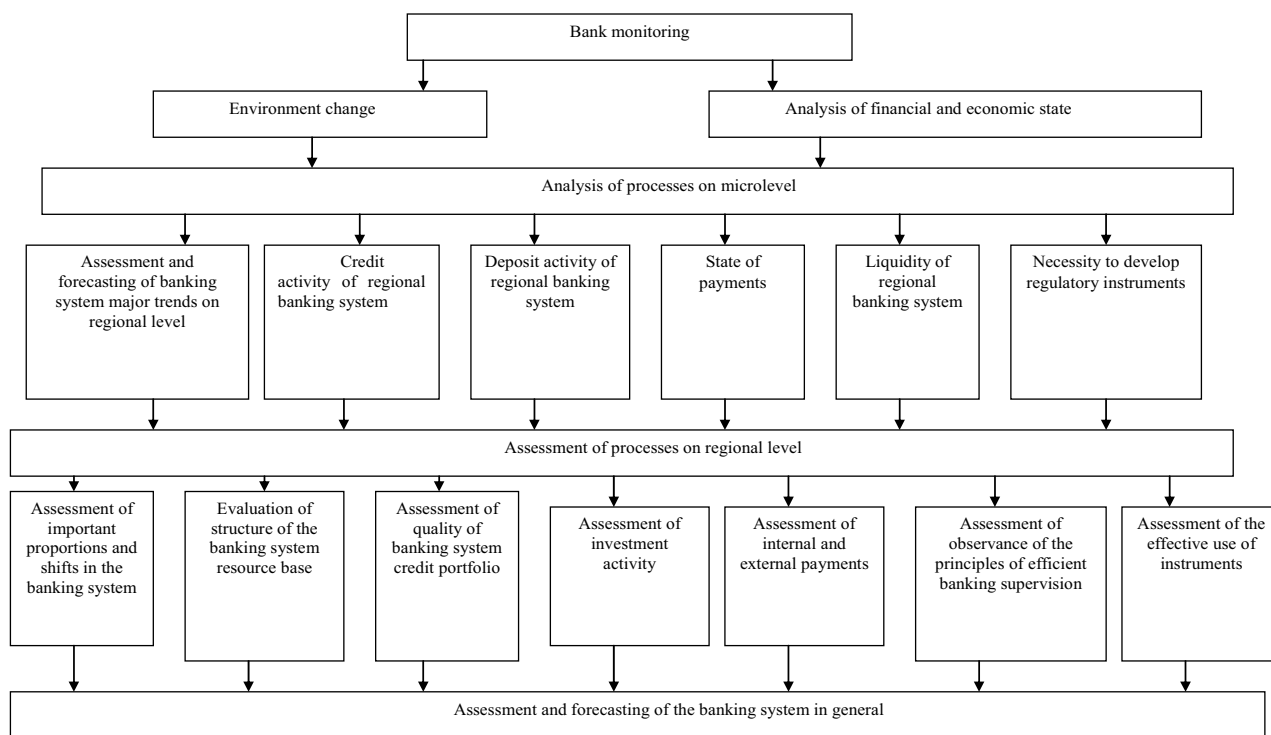 Bank monitoring
Environment change
Analysis of financial and economic state
Analysis of processes on microlevel
Assessment and
forecasting of banking
system major trends on
regional level
Credit
activity of regional
banking system
Deposit activity of
regional banking
system
State of
payments
Liquidity of
regional
banking system
Necessity to develop
regulatory instruments
Assessment of processes on regional level
Assessment of
important
proportions and
shifts in the
banking system
Evaluation of
structure of the
banking system
resource base
Assessment of
quality of
banking system
credit portfolio
Assessment of
investment
activity
Assessment of
internal and
external payments
Assessment of
observance of the
principles of efficient
banking supervision
Assessment of the
effective use of
instruments
Assessment and forecasting of the banking system in general